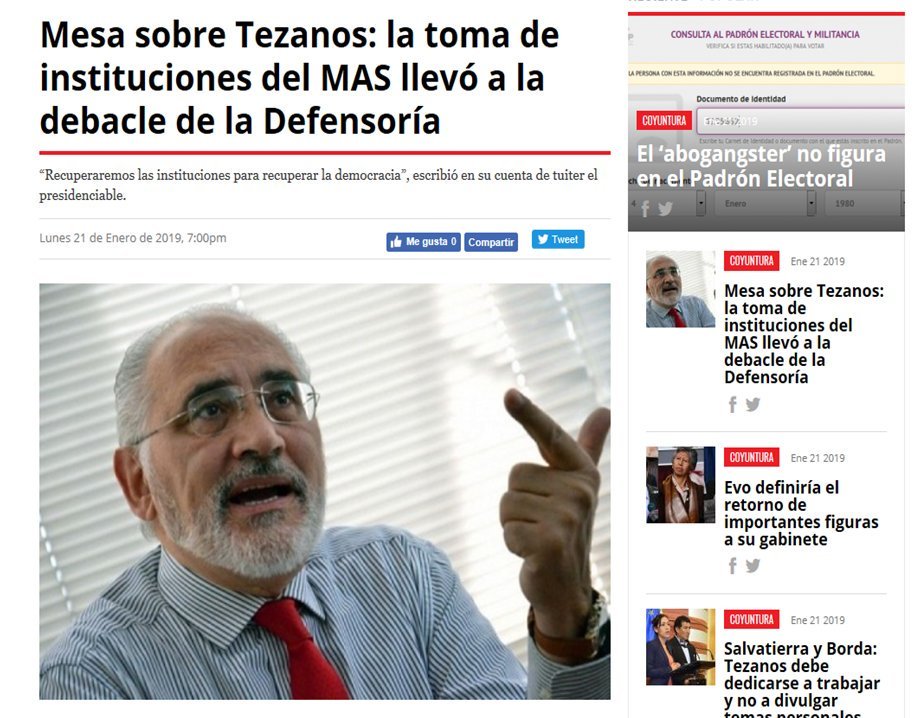 Mesa sobre Tezanos: la toma de
instituciones del MAS llevó a la
debacle de la Defensoría
“Recuperaremos las instituciones para recuperar la democracia”, escribió en su cuenta de tuiter el
presidenciable.
Lunes 21 de Enero de 2019, 7:00pm
Me gusta 0
Compartir
Tweet
CONSULTA AL PADRÓN ELECTORAL Y MILITANCIA
VERIFICA SI ESTAS HABILITADO(A) PARA VOTAR
LA PERSONA CON ESTA INFORMACIÓN NO SE ENCUENTRA REGISTRADA EN EL PADRÓN ELECTORAL.
Documento de identidad
COYUNTURA
El ‘abogangster’ no figura
en el Padrón Electoral
4 Enero 1980
COYUNTURA Ene 21 2019
Mesa sobre Tezanos:
la toma de
instituciones del
MAS llevó a la
debacle de la
Defensoría
COYUNTURA Ene 21 2019
Evo definiría el
retorno de
importantes figuras
a su gabinete
COYUNTURA Ene 21 2019
Salvatierra y Borda:
Tezanos debe
dedicarse a trabajar
y no a divulgar
temas personales